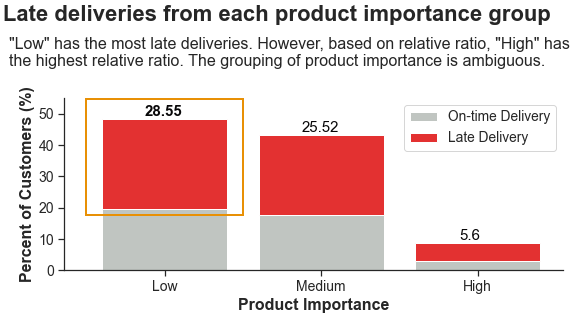 Late deliveries from each product importance group
"Low" has the most late deliveries. However, based on relative ratio, "High" has
the highest relative ratio. The grouping of product importance is ambiguous.
Percent of Customers (%)
50
40
30
20
10
0
28.55
25.52
5.6
On-time Delivery
Late Delivery
Low
Medium
High
Product Importance